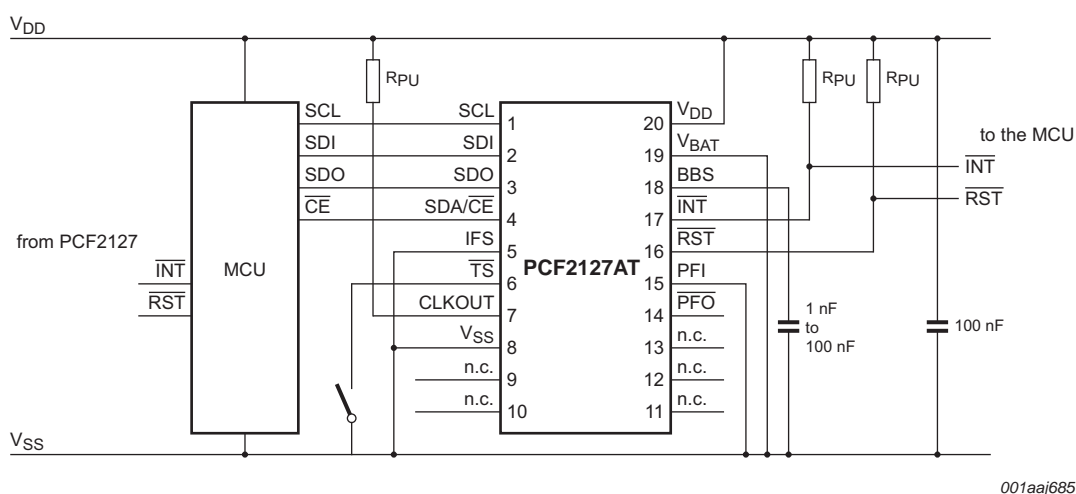 VDD
RPU
RPU
RPU
SCL
SDI
SDO
CE
SCL
SDI
SDO
SDA/CE
IFS
TS
CLKOUT
VSS
n.c.
n.c.
1
2
3
4
5
6
7
8
9
10
PCF2127AT
20
19
18
17
16
15
14
13
12
11
VDD
VBAT
BBS
INT
RST
PFI
PFO
n.c.
n.c.
n.c.
to the MCU
INT
RST
from PCF2127
INT
RST
MCU
1 nF
to
100 nF
100 nF
VSS
001aaj685